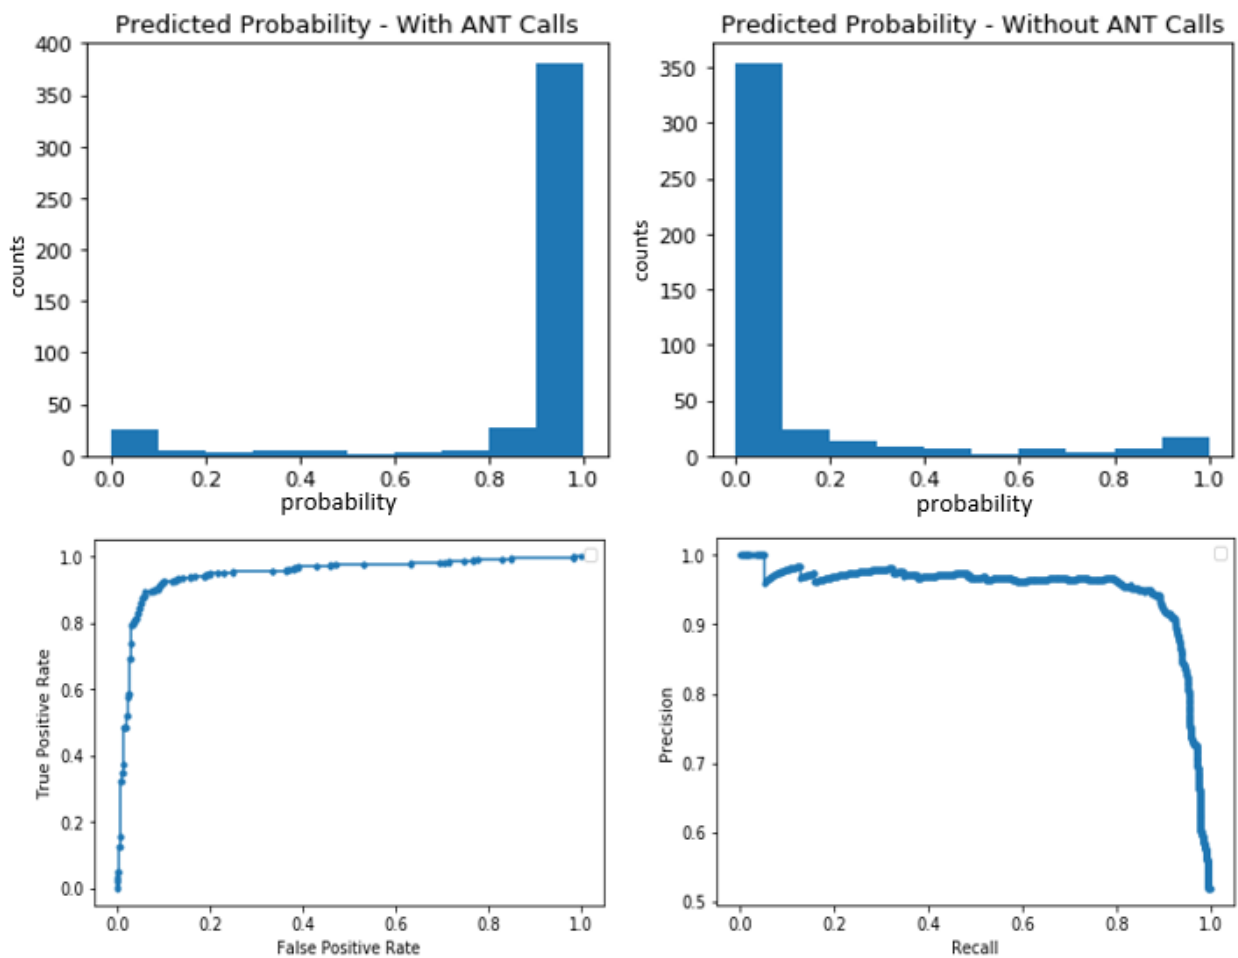 Predicted Probability - With ANT Calls
400
350
300
250
200
150
100
50
0
counts
0.0 0.2 0.4 0.6 0.8 1.0
probability
Predicted Probability - Without ANT Calls
350
300
250
200
150
100
50
0
counts
0.0 0.2 0.4 0.6 0.8 1.0
probability
1.0
0.8
0.6
0.4
0.2
0.0
True Positive Rate
0.0 0.2 0.4 0.6 0.8 1.0
False Positive Rate
1.0
0.9
0.8
0.7
0.6
0.5
Precision
0.0 0.2 0.4 0.6 0.8 1.0
Recall